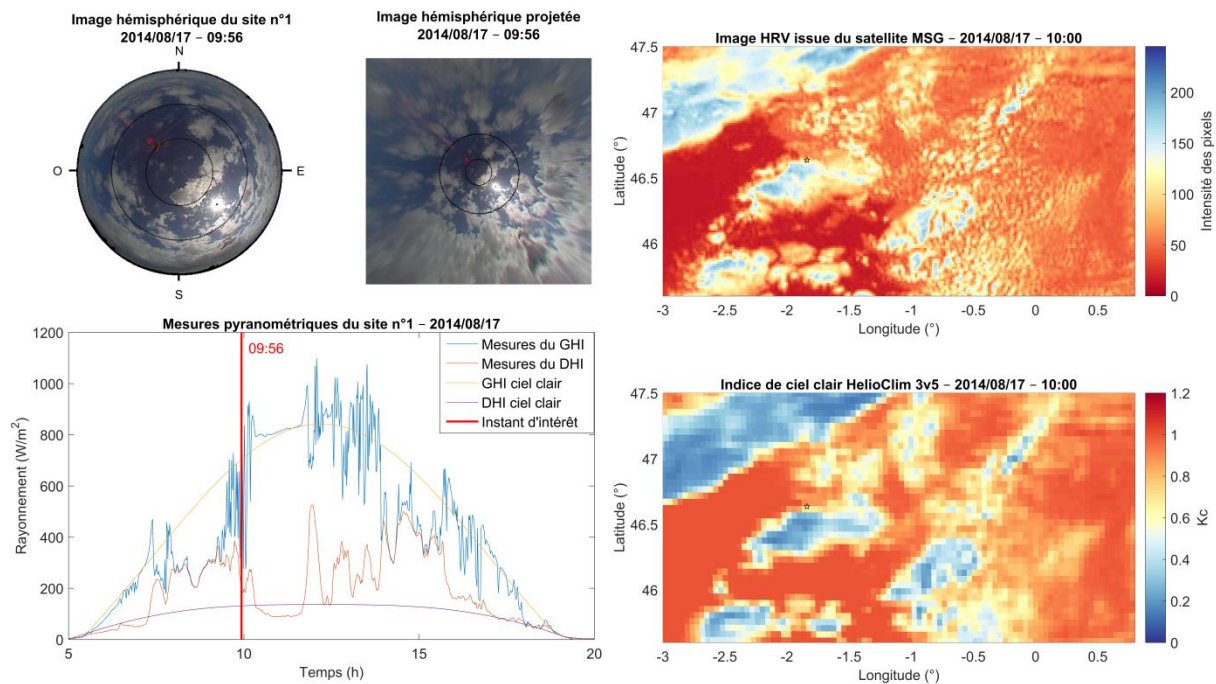 Image hémisphérique du site n°1
2014/08/17 – 09:56
N
O
E
S
Image hémisphérique projetée
2014/08/17 – 09:56
Image HRV issue du satellite MSG – 2014/08/17 – 10:00
47.5
47
46.5
46
Latitude (°)
-3
-2.5
-2
-1.5
-1
-0.5
0
0.5
Longitude (°)
200
150
100
50
0
Intensité des pixels
Mesures pyranométriques du site n°1 – 2014/08/17
1200
1000
800
600
400
200
0
Rayonnement (W/m²)
09:56
Mesures du GHI
Mesures du DHI
GHI ciel clair
DHI ciel clair
Instant d'intérêt
5
10
15
20
Temps (h)
Indice de ciel clair HelioClim 3v5 – 2014/08/17 – 10:00
47.5
47
46.5
46
Latitude (°)
-3
-2.5
-2
-1.5
-1
-0.5
0
0.5
Longitude (°)
1.2
1
0.8
0.6
0.4
0.2
0
Kc